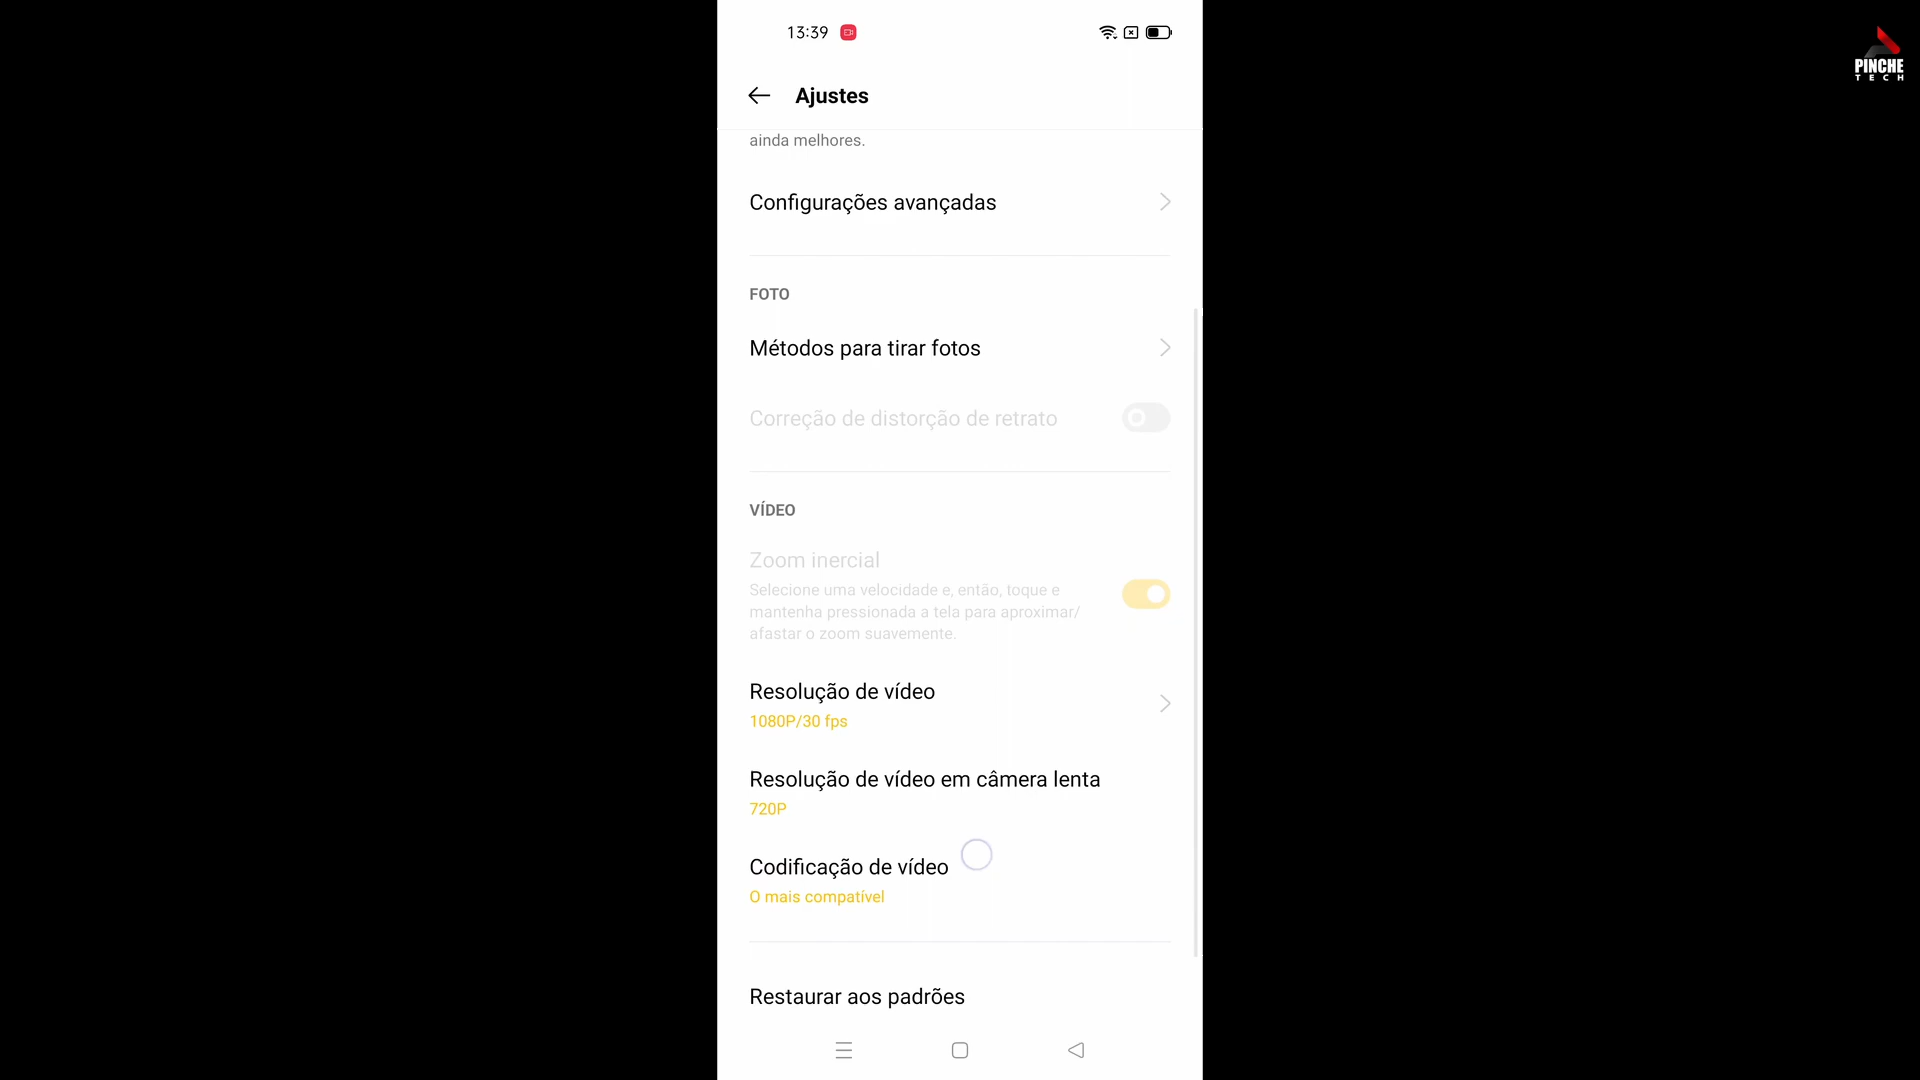 13:39
PINCHE
TECH
Ajustes
ainda melhores.
Configurações avançadas
FOTO
Métodos para tirar fotos
Correção de distorção de retrato
VÍDEO
Zoom inercial
Selecione uma velocidade e, então, toque e
mantenha pressionada a tela para aproximar/
afastar o zoom suavemente.
Resolução de vídeo
1080P/30 fps
Resolução de vídeo em câmera lenta
720P
Codificação de vídeo
O mais compatível
Restaurar aos padrões